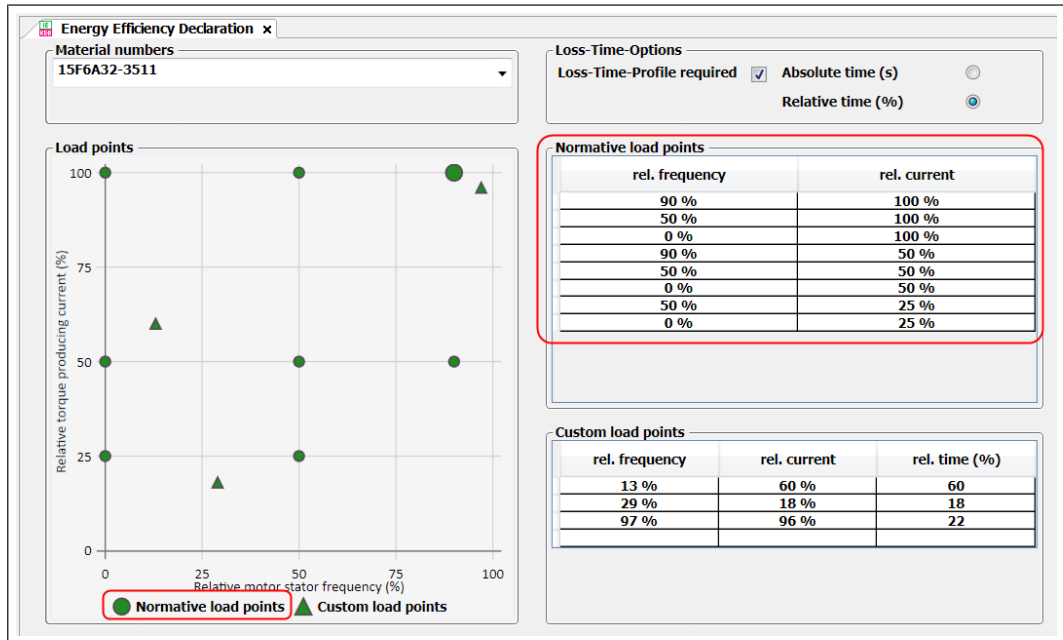 Energy Efficiency Declaration x
Material numbers
15F6A32-3511
Loss-Time-Options
Loss-Time-Profile required
Absolute time (s)
Relative time (%)
Load points
Relative torque producing current (%)
100
75
50
25
0
0 25 50 75 100
Relative motor stator frequency (%)
Normative load points Custom load points
Normative load points
rel. frequency rel. current
90 % 100 %
50 % 100 %
0 % 100 %
90 % 50 %
50 % 50 %
0 % 50 %
50 % 25 %
0 % 25 %
Custom load points
rel. frequency rel. current rel. time (%)
13 % 60 % 60
29 % 18 % 18
97 % 96 % 22